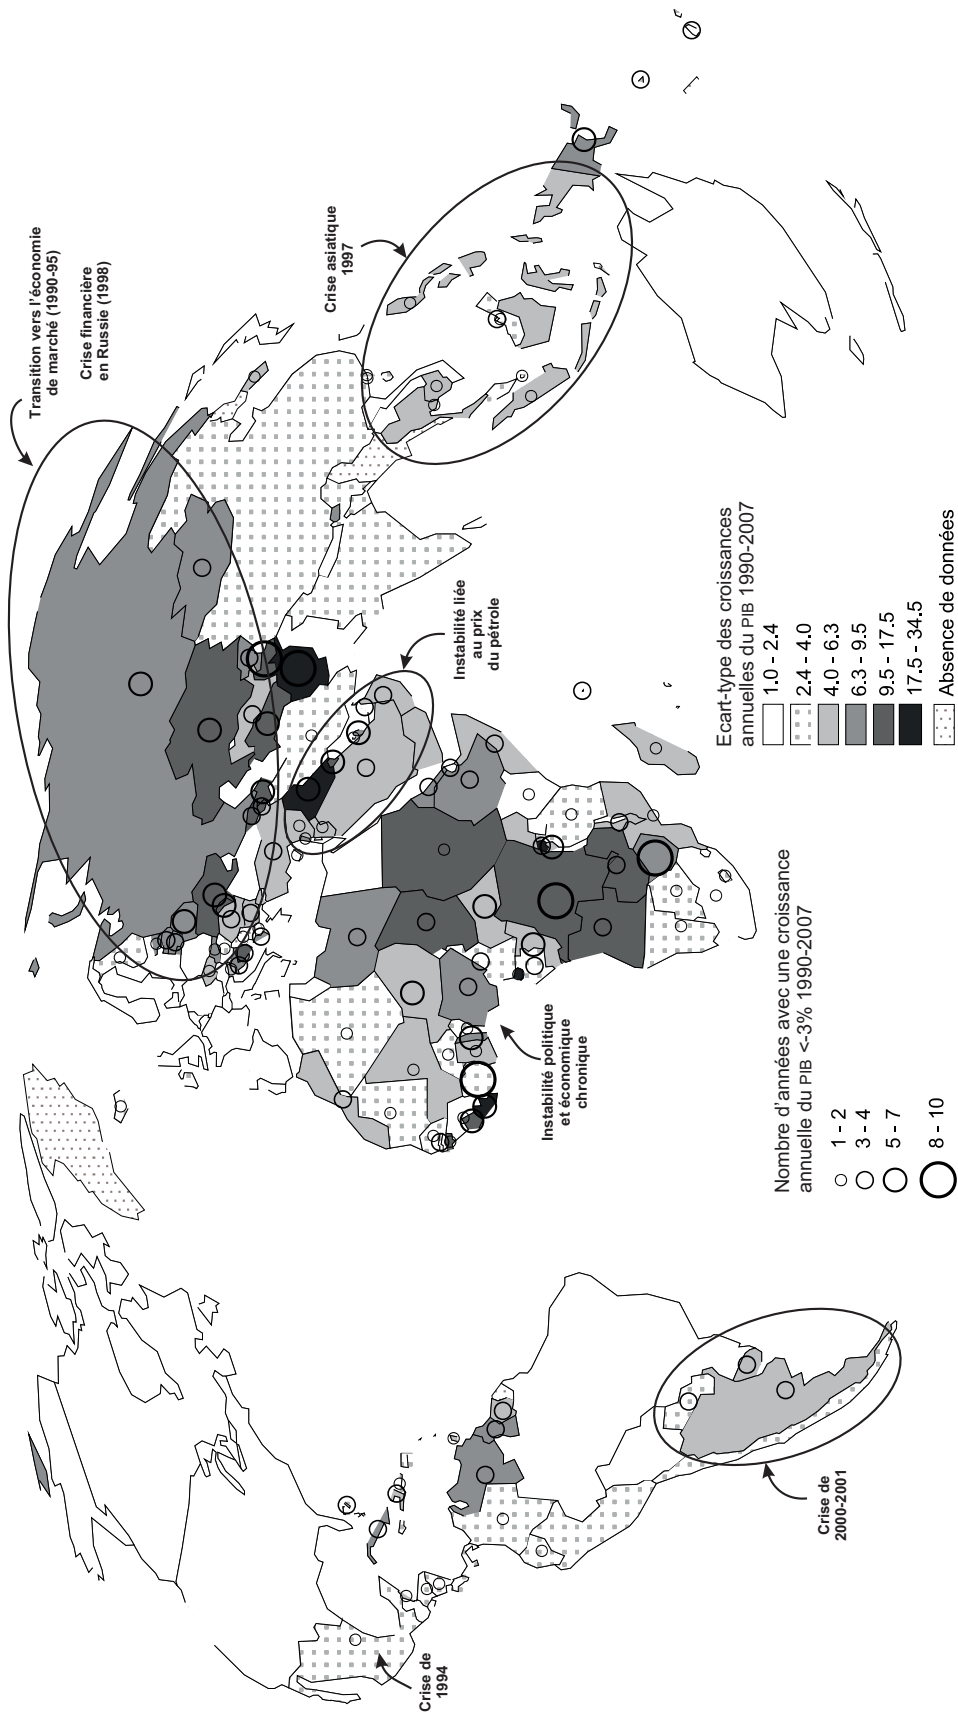 Transition vers l'économie
de marché (1990-95)
Crise financière
en Russie (1998)
Crise asiatique
1997
Instabilité liée
au prix
du pétrole
Instabilité politique
et économique
chronique
Crise de
1994
Crise de
2000-2001
Nombre d'années avec une croissance
annuelle du PIB <-3% 1990-2007
1 - 2
3 - 4
5 - 7
8 - 10
Ecart-type des croissances
annuelles du PIB 1990-2007
1.0 - 2.4
2.4 - 4.0
4.0 - 6.3
6.3 - 9.5
9.5 - 17.5
17.5 - 34.5
Absence de données